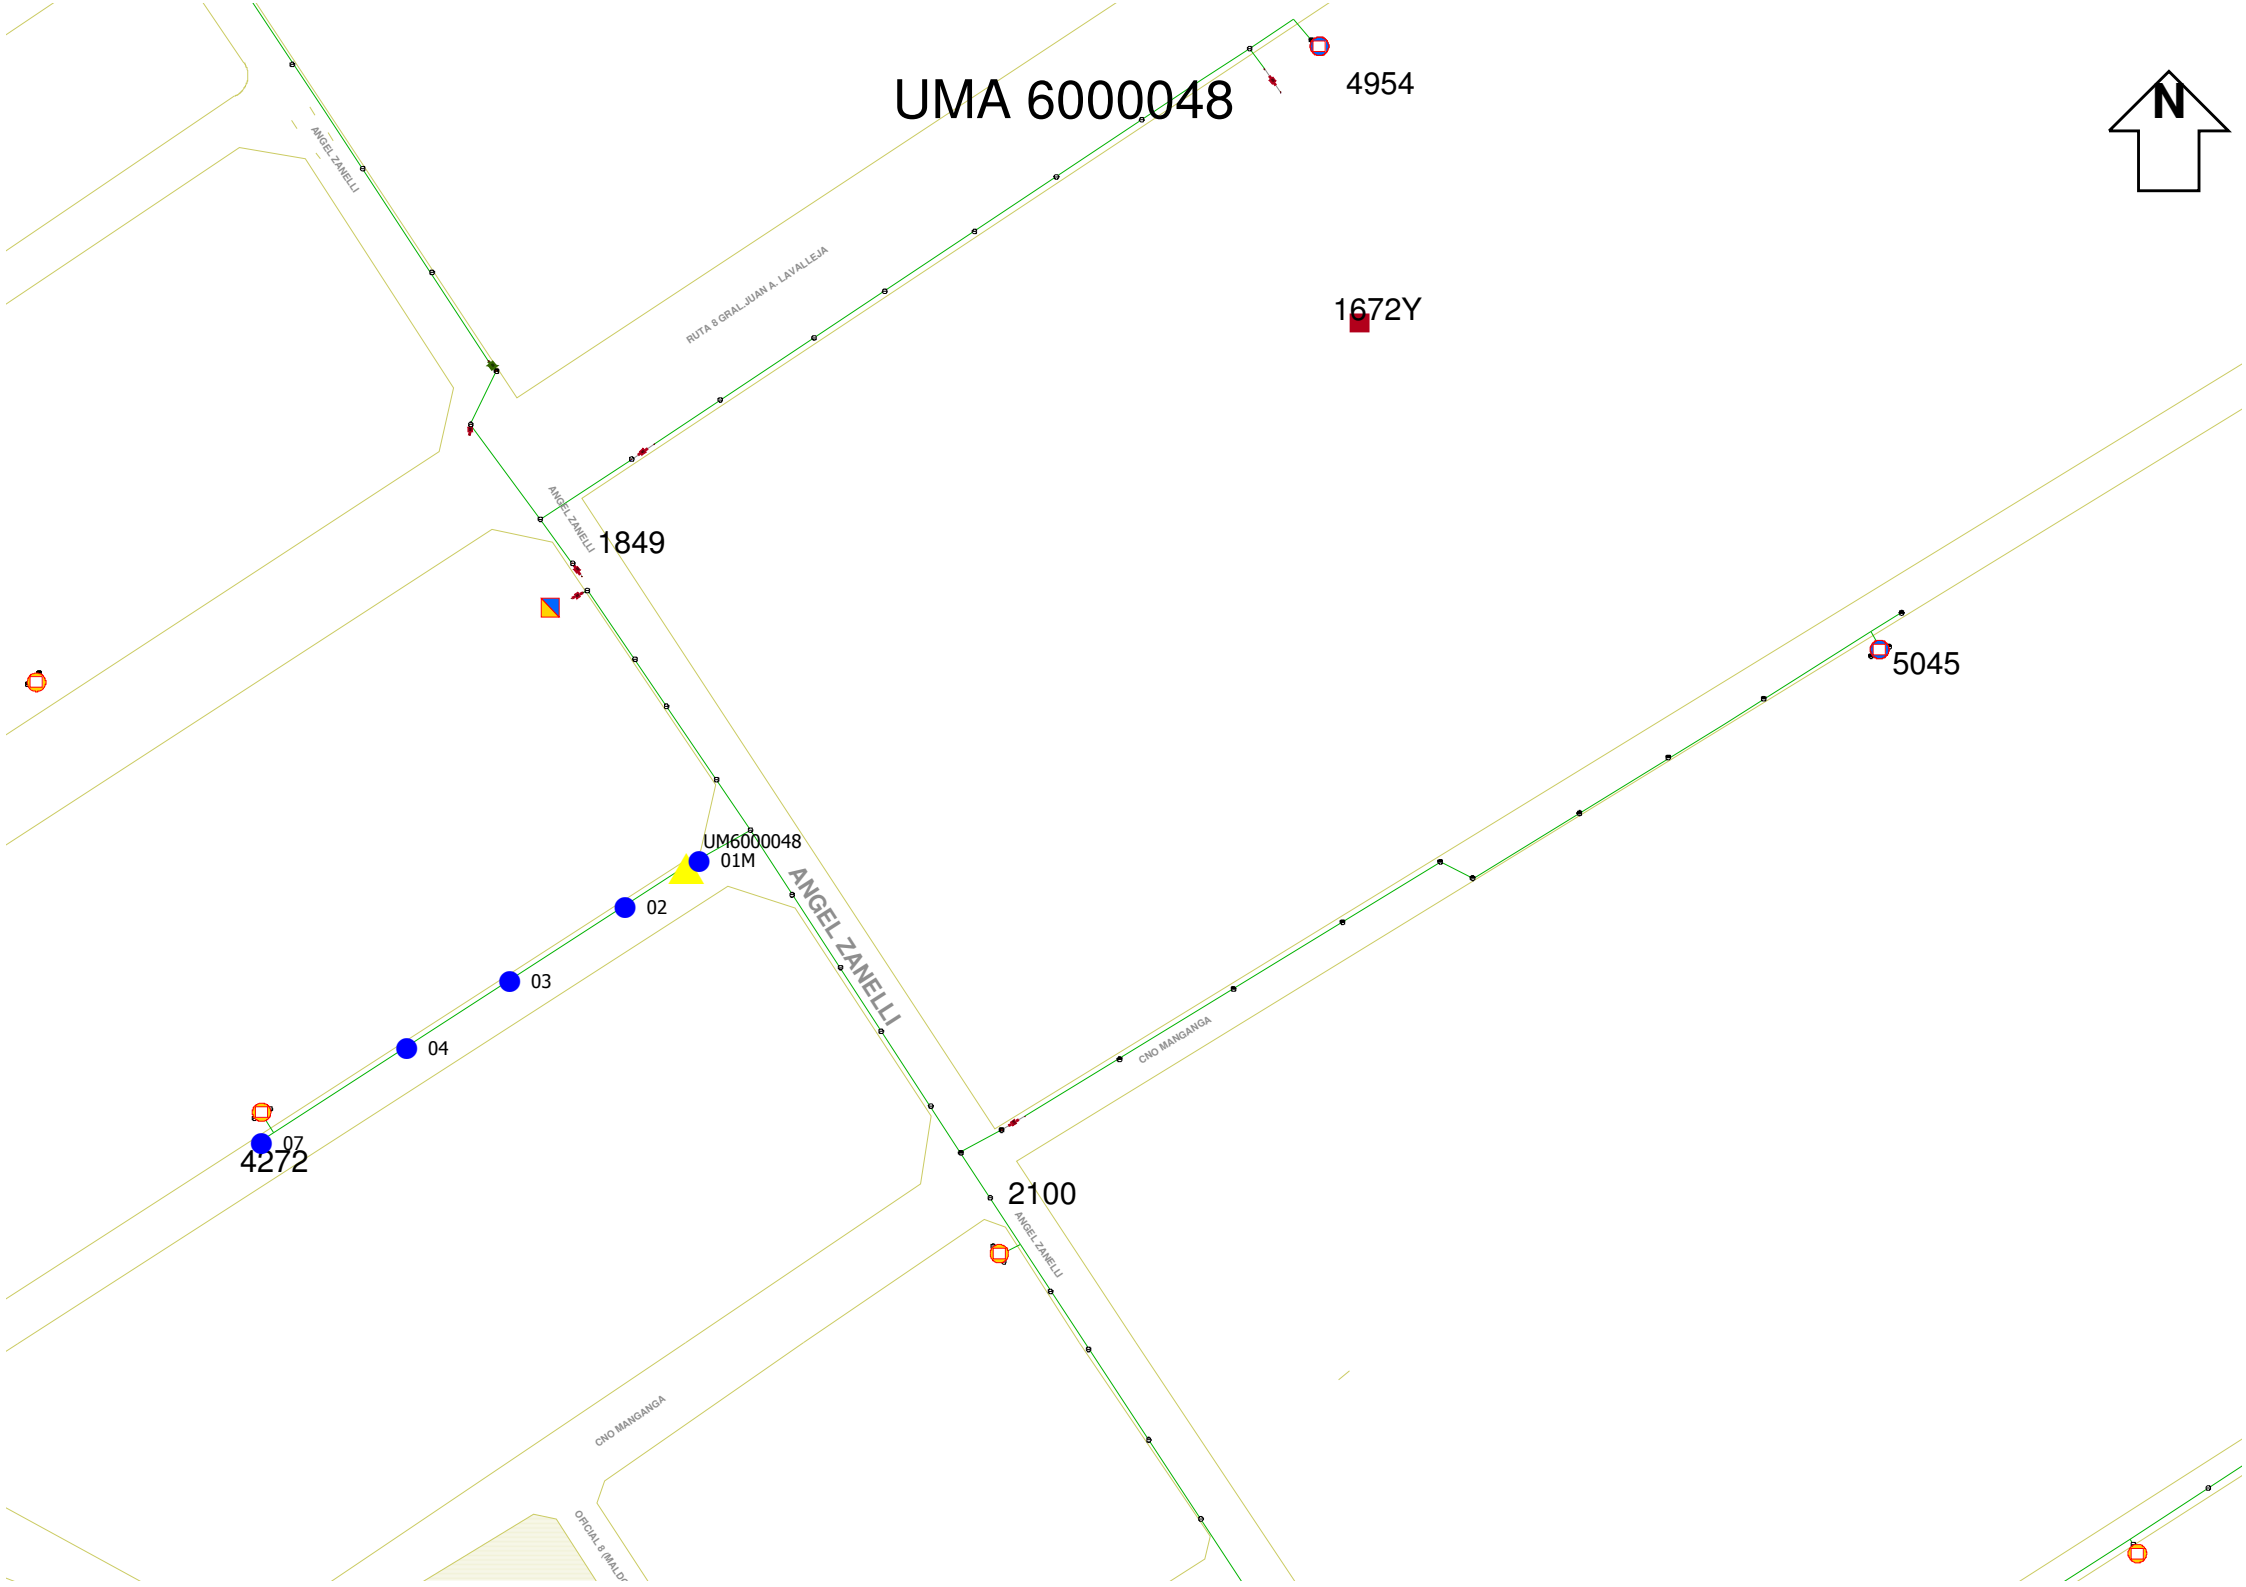 UMA 6000048
4954
N
ANGEL ZANELLI
RUTA 8 GRAL.JUAN A. LAVALLEJA
1672Y
ANGEL ZANELLI
1849
5045
UM6000048
01M
ANGEL ZANELLI
02
03
04
CNO MANGANGA
07
4272
2100
ANGEL ZANELLI
CNO MANGANGA
OFICIAL 8 (MALDO